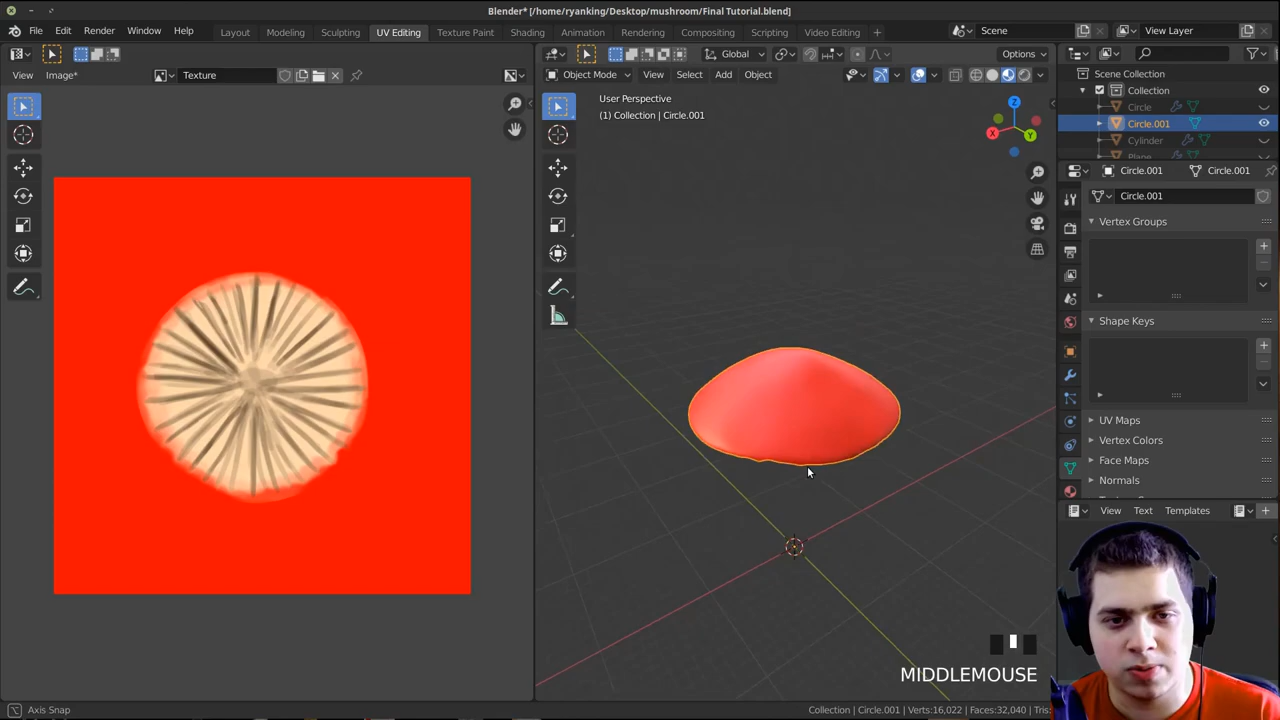 Blender* [/home/ryanking/Desktop/mushroom/Final Tutorial.blend]
File Edit Render Window Help Layout Modeling Sculpting UV Editing Texture Paint Shading Animation Rendering Compositing Scripting Video Editing + Scene View Layer
Global Options
View Image* Texture Object Mode View Select Add Object
Scene Collection
Collection
Circle
Circle.001
Cylinder
Plane
User Perspective
(1) Collection | Circle.001
Z
X
Y
Circle.001 Circle.001
Circle.001
Vertex Groups
Shape Keys
UV Maps
Vertex Colors
Face Maps
Normals
View Text Templates
MIDDLEMOUSE
Axis Snap Collection | Circle.001 | Verts:16,022 | Faces:32,040 | Tris: